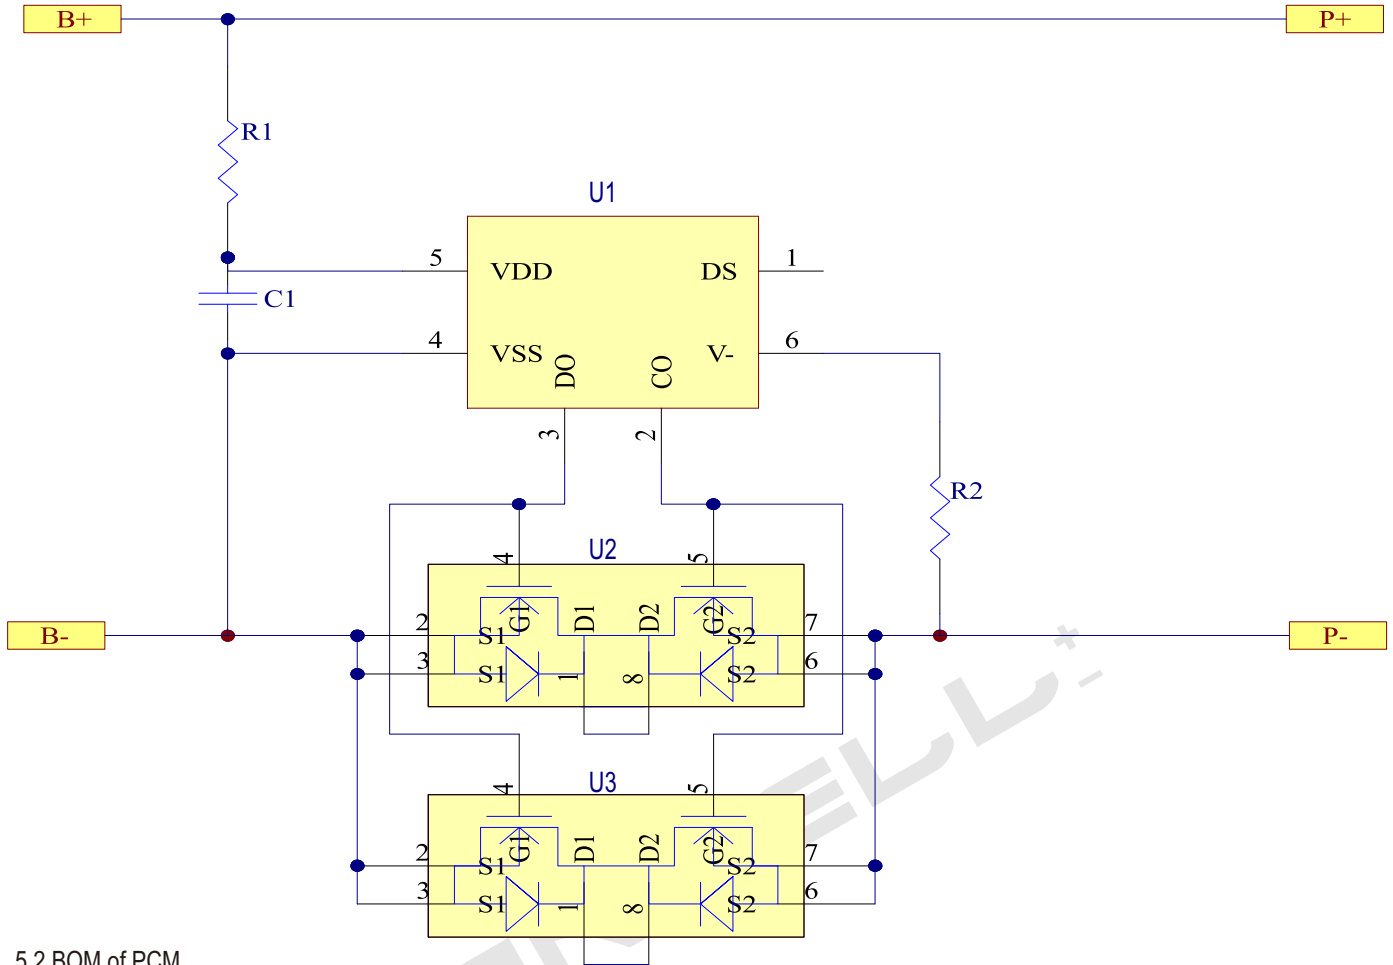 B+
P+
R1
U1
5
VDD
DS
1
C1
4
VSS
DO
CO
V-
6
3
2
R2
U2
4
5
G1
D1
D2
G2
B-
2
S1
S2
7
P-
3
S1
1
8
S2
6
U3
4
5
G1
D1
D2
G2
2
S1
S2
7
3
S1
1
8
S2
6
5.2 BOM of PCM